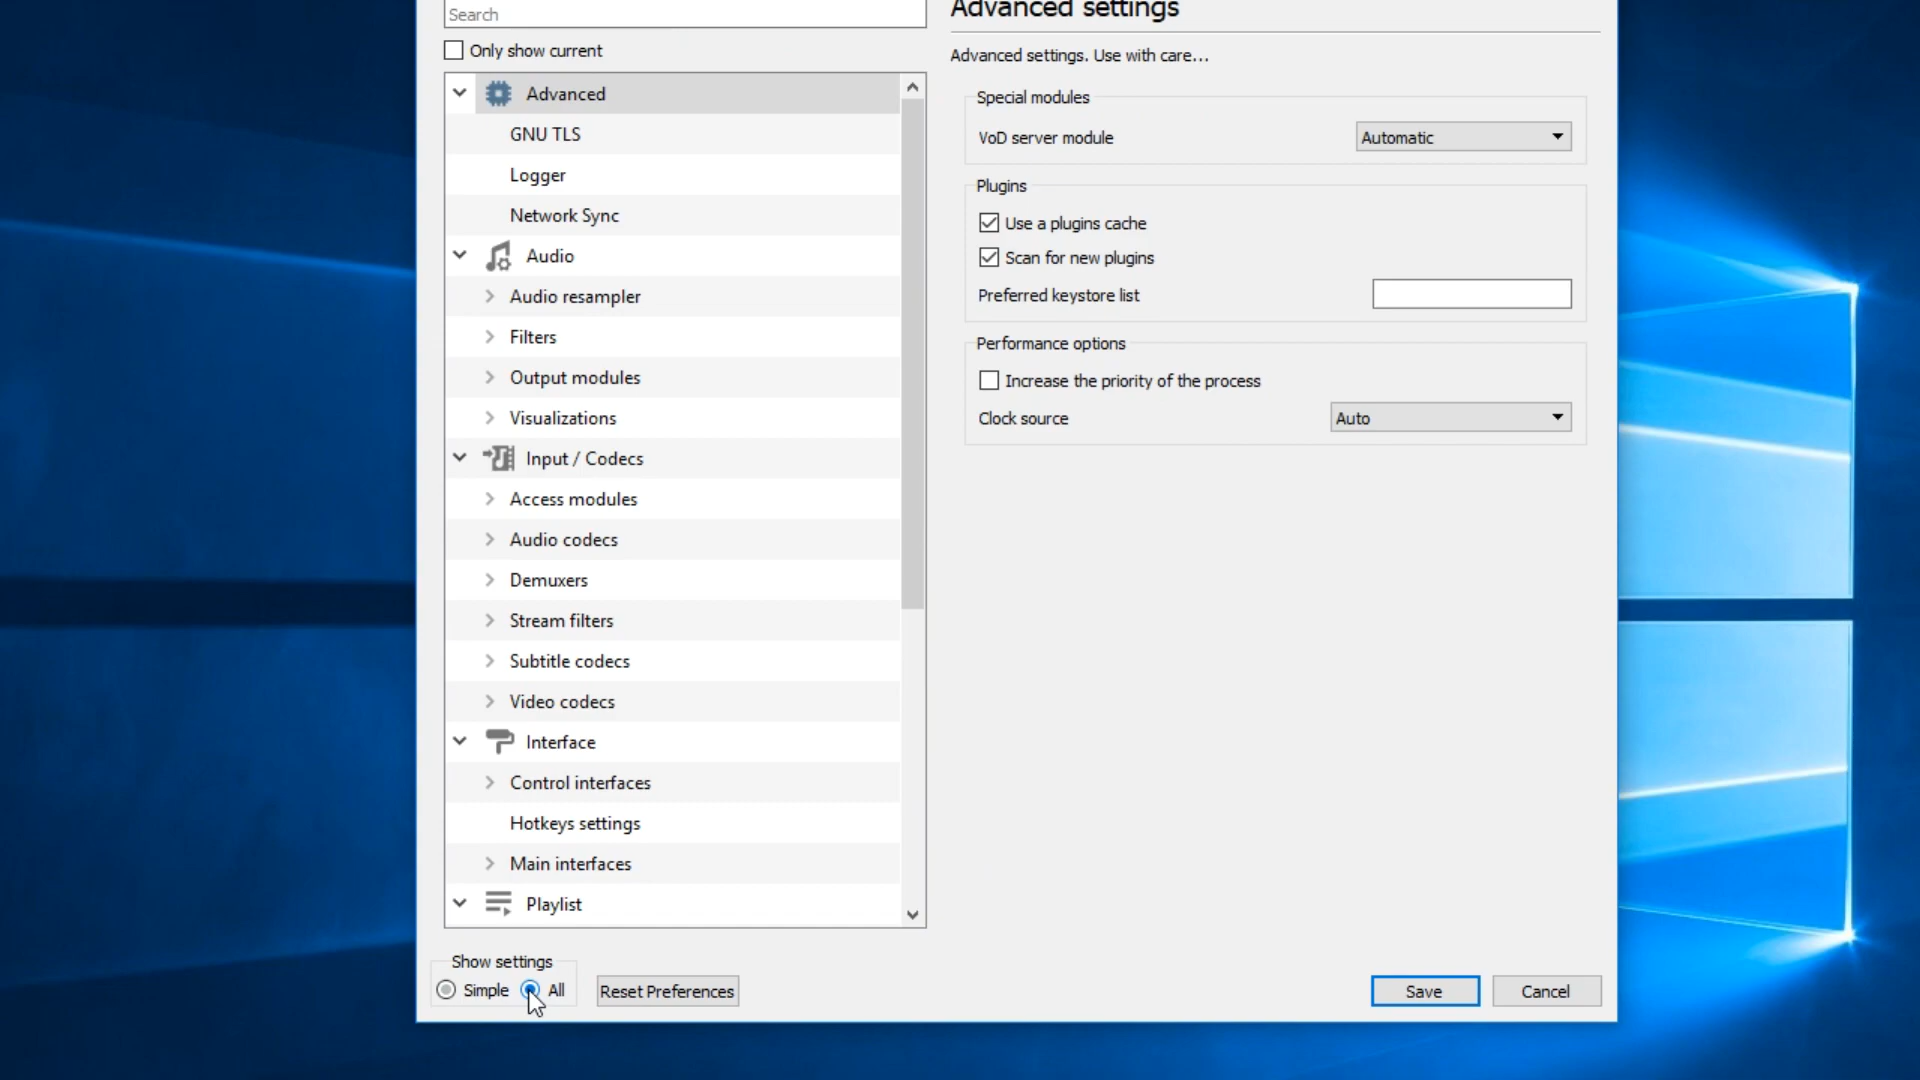 Search
Only show current
Advanced
GNU TLS
Logger
Network Sync
Audio
Audio resampler
Filters
Output modules
Visualizations
Input / Codecs
Access modules
Audio codecs
Demuxers
Stream filters
Subtitle codecs
Video codecs
Interface
Control interfaces
Hotkeys settings
Main interfaces
Playlist
Show settings
Simple All Reset Preferences
Advanced settings
Advanced settings. Use with care...
Special modules
VoD server module Automatic
Plugins
Use a plugins cache
Scan for new plugins
Preferred keystore list
Performance options
Increase the priority of the process
Clock source Auto
Save Cancel